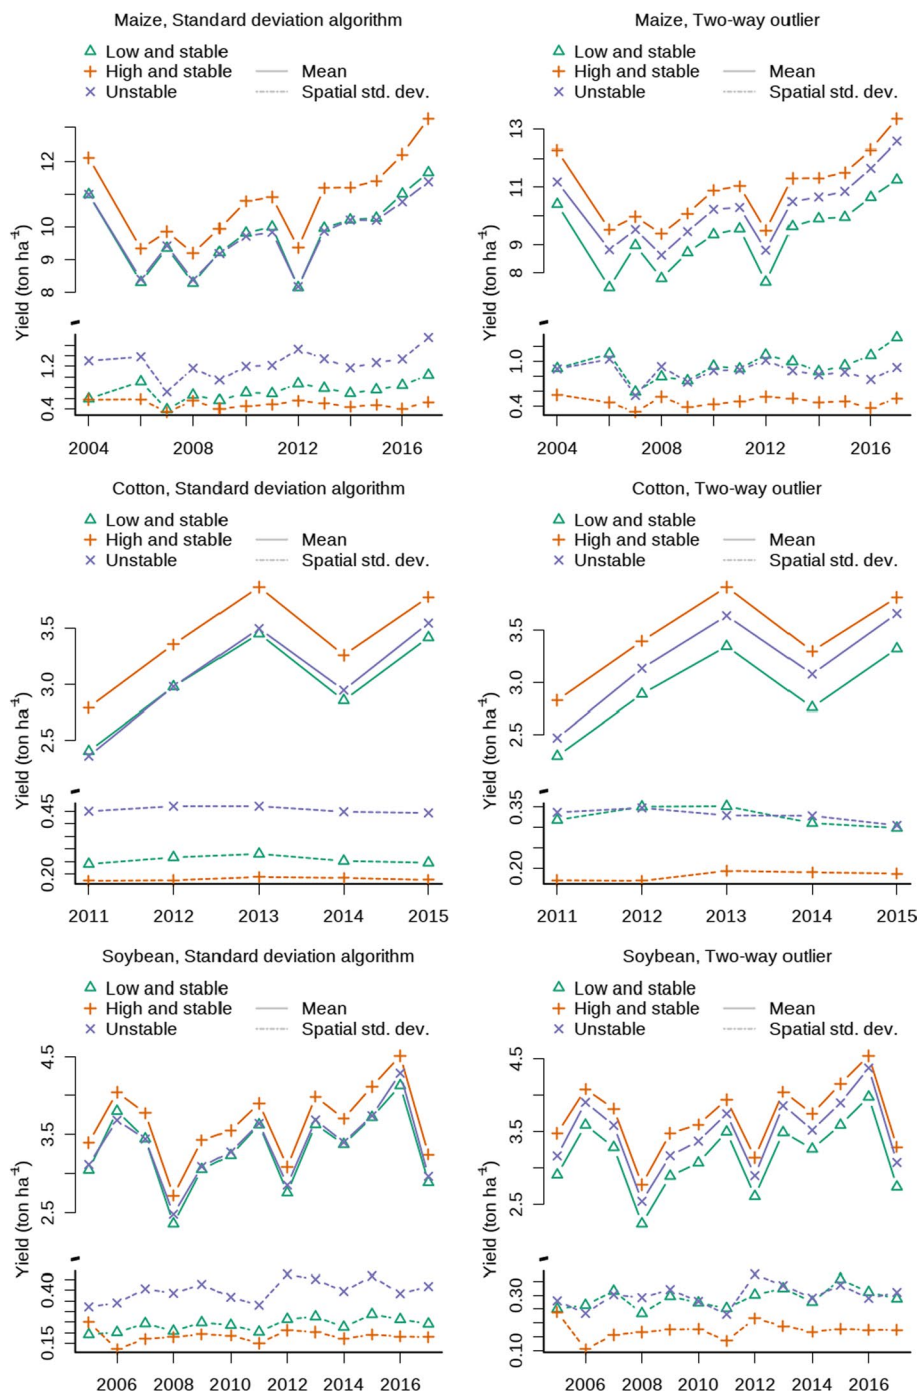 Maize, Standard deviation algorithm
Low and stable
High and stable
Unstable
Mean
Spatial std. dev.
Yield (ton ha⁻¹)
12
10
9
8
1.2
0.4
2004
2008
2012
2016
Maize, Two-way outlier
Low and stable
High and stable
Unstable
Mean
Spatial std. dev.
Yield (ton ha⁻¹)
13
11
9
8
1.0
0.4
2004
2008
2012
2016
Cotton, Standard deviation algorithm
Low and stable
High and stable
Unstable
Mean
Spatial std. dev.
Yield (ton ha⁻¹)
3.5
3.0
2.5
0.45
0.20
2011
2012
2013
2014
2015
Cotton, Two-way outlier
Low and stable
High and stable
Unstable
Mean
Spatial std. dev.
Yield (ton ha⁻¹)
3.5
3.0
2.5
0.35
0.20
2011
2012
2013
2014
2015
Soybean, Standard deviation algorithm
Low and stable
High and stable
Unstable
Mean
Spatial std. dev.
Yield (ton ha⁻¹)
4.5
3.5
2.5
0.40
0.15
2006
2008
2010
2012
2014
2016
Soybean, Two-way outlier
Low and stable
High and stable
Unstable
Mean
Spatial std. dev.
Yield (ton ha⁻¹)
4.5
3.5
2.5
0.30
0.10
2006
2008
2010
2012
2014
2016